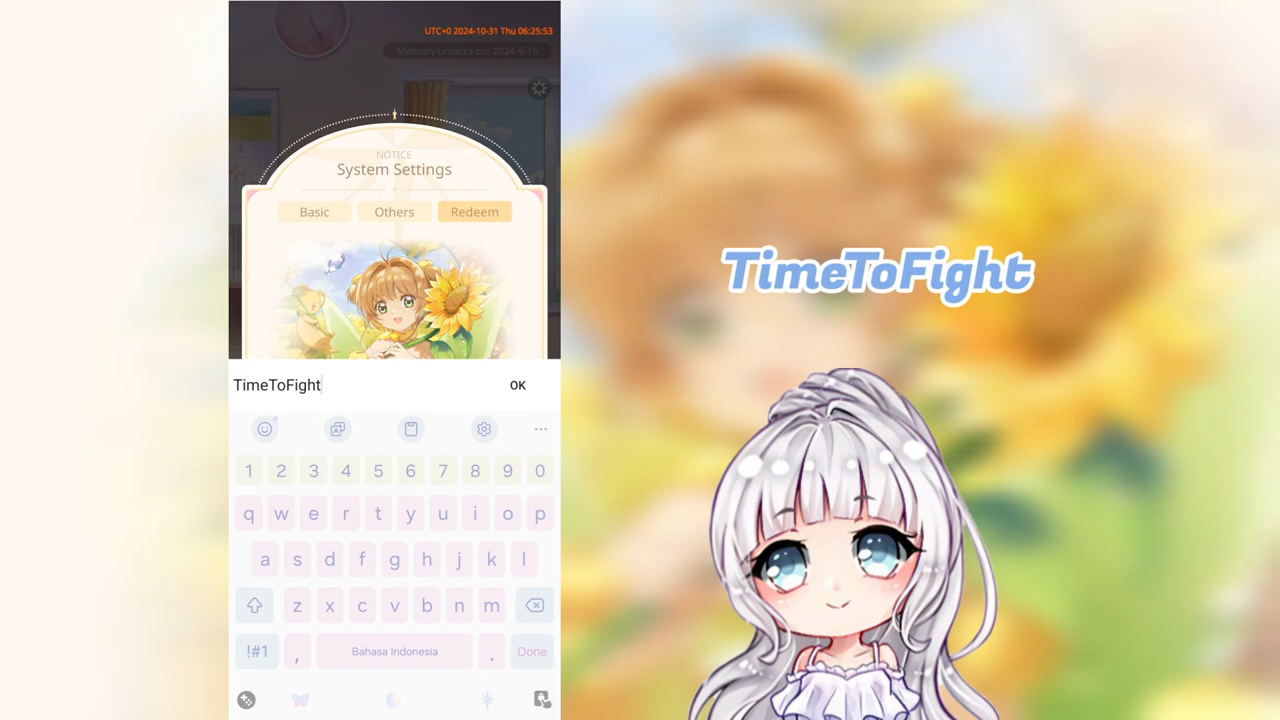 UTC+0 2024-10-31 Thu 06:25:53
Memory unlocks on: 2024-9-16
NOTICE
System Settings
Basic Others Redeem
TimeToFight OK
1 2 3 4 5 6 7 8 9 0
q w e r t y u i o p
a s d f g h j k l
z x c v b n m
!#1 , Bahasa Indonesia . Done
TimeToFight